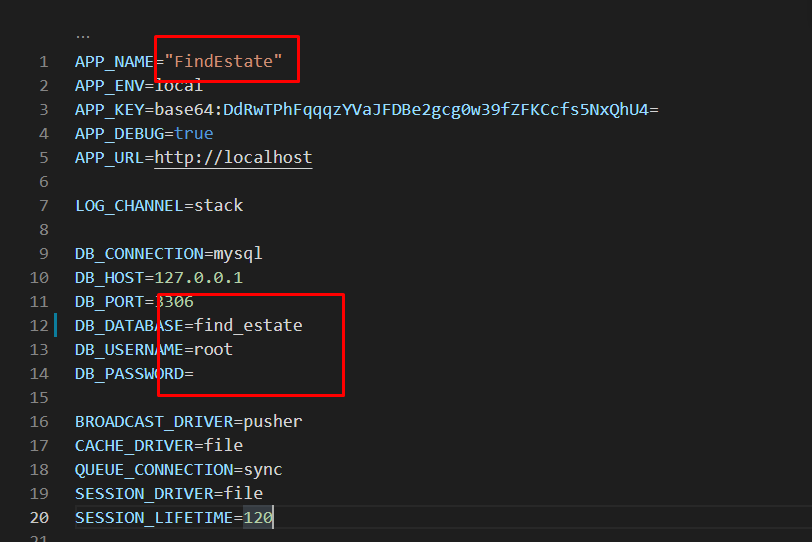 ...
1 APP_NAME="FindEstate"
2 APP_ENV=local
3 APP_KEY=base64:DdRwTPhFqqqzYVaJFDBe2gcg0w39fZFKCcfs5NxQhU4=
4 APP_DEBUG=true
5 APP_URL=http://localhost
6
7 LOG_CHANNEL=stack
8
9 DB_CONNECTION=mysql
10 DB_HOST=127.0.0.1
11 DB_PORT=3306
12 DB_DATABASE=find_estate
13 DB_USERNAME=root
14 DB_PASSWORD=
15
16 BROADCAST_DRIVER=pusher
17 CACHE_DRIVER=file
18 QUEUE_CONNECTION=sync
19 SESSION_DRIVER=file
20 SESSION_LIFETIME=120
21